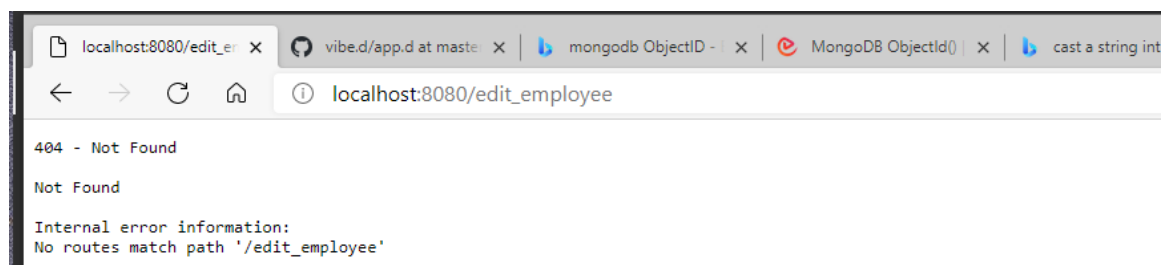 localhost:8080/edit_er vibe.d/app.d at maste mongodb ObjectID - MongoDB ObjectId() cast a string int
localhost:8080/edit_employee
404 - Not Found
Not Found
Internal error information:
No routes match path '/edit_employee'